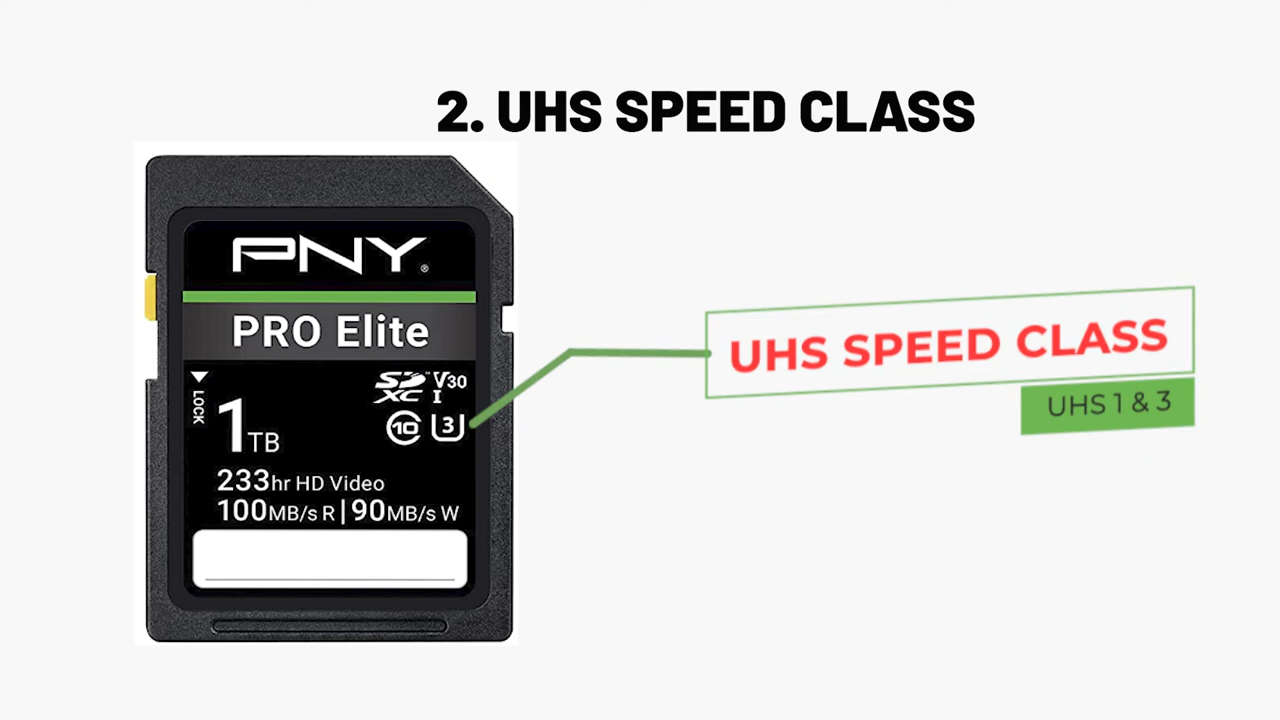 2. UHS SPEED CLASS
PNY®
PRO Elite
LOCK
SD XC™ V30
I
1TB
10 3
233hr HD Video
100MB/s R | 90MB/s W
UHS SPEED CLASS
UHS 1 & 3